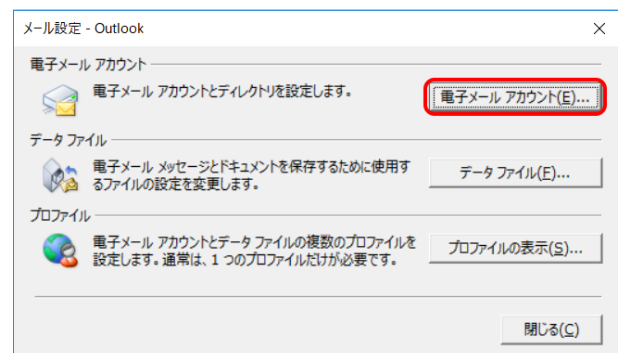 メール設定 - Outlook
電子メール アカウント
電子メール アカウントとディレクトリを設定します。
電子メール アカウント(E)...
データ ファイル
電子メール メッセージとドキュメントを保存するために使用す
るファイルの設定を変更します。
データ ファイル(F)...
プロファイル
電子メール アカウントとデータ ファイルの複数のプロファイルを
設定します。通常は、1 つのプロファイルだけが必要です。
プロファイルの表示(S)...
閉じる(C)